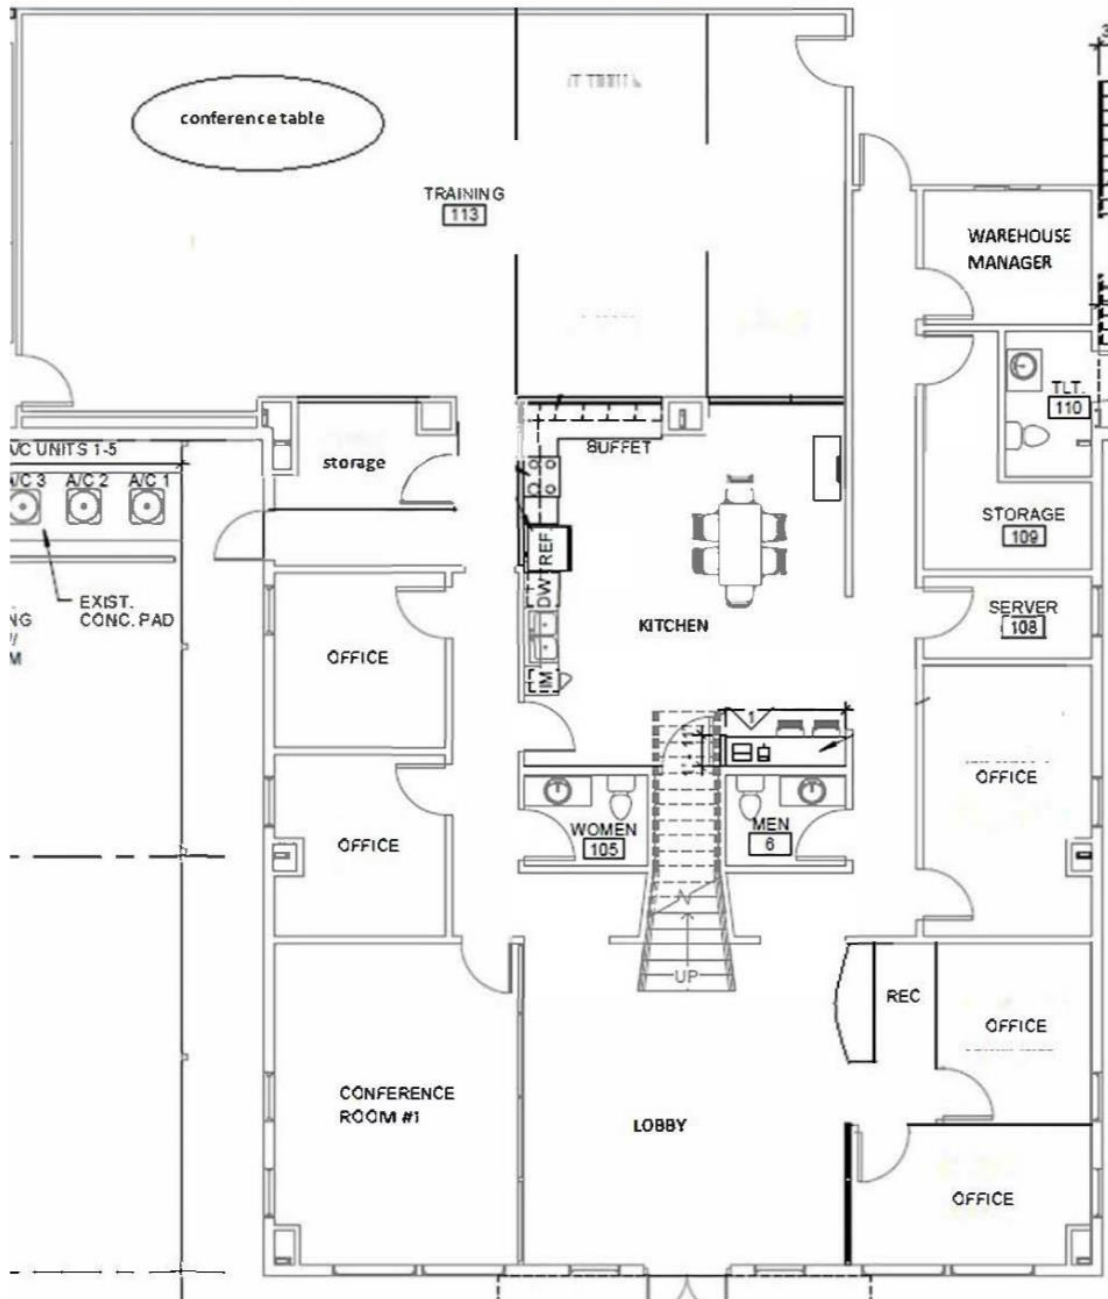 conference table
TRAINING
113
WAREHOUSE
MANAGER
TLT.
110
BUFFET
storage
A/C UNITS 1-5
A/C 3
A/C 2
A/C 1
STORAGE
109
REF
DW
EXIST.
CONC. PAD
SERVER
108
KITCHEN
OFFICE
IM
1
OFFICE
OFFICE
WOMEN
105
MEN
6
UP
REC
OFFICE
CONFERENCE
ROOM #1
LOBBY
OFFICE